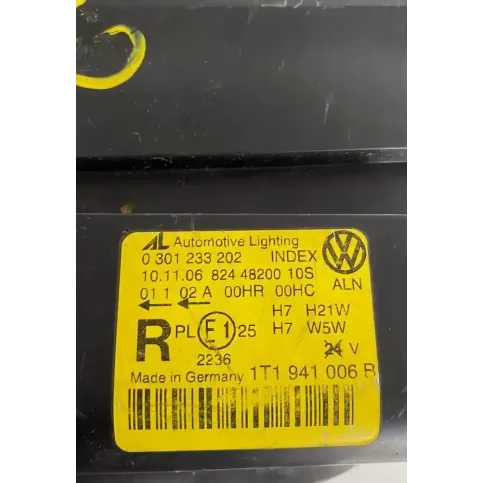 AL Automotive Lighting
0 301 233 202 INDEX
10.11.06 824 48200 10S
ALN
01 1 02 A 00HR 00HC
H7 H21W
R PL E1 25 H7 W5W
2236 24 V
Made in Germany 1T1 941 006 B